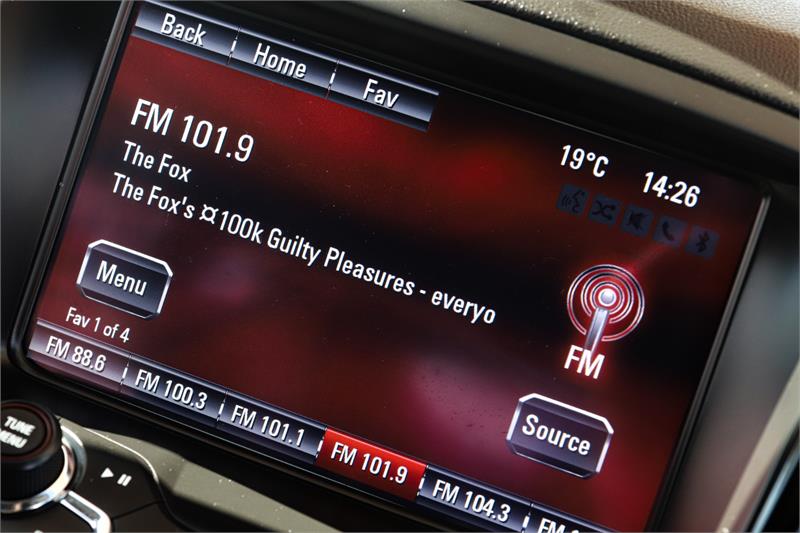 Back
Home
Fav
FM 101.9
19°C
14:26
The Fox
The Fox's ¤100k Guilty Pleasures - everyo
Menu
FM
Fav 1 of 4
Source
FM 88.6
FM 100.3
FM 101.1
FM 101.9
FM 104.3
FM
TUNE
MENU